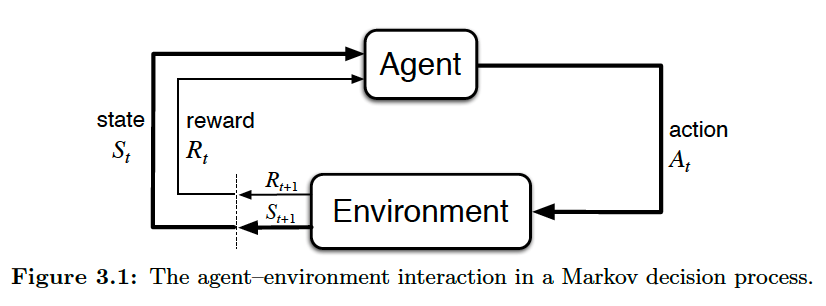 Agent
state
S_t
reward
R_t
action
A_t
R_{t+1}
S_{t+1}
Environment
Figure 3.1: The agent–environment interaction in a Markov decision process.